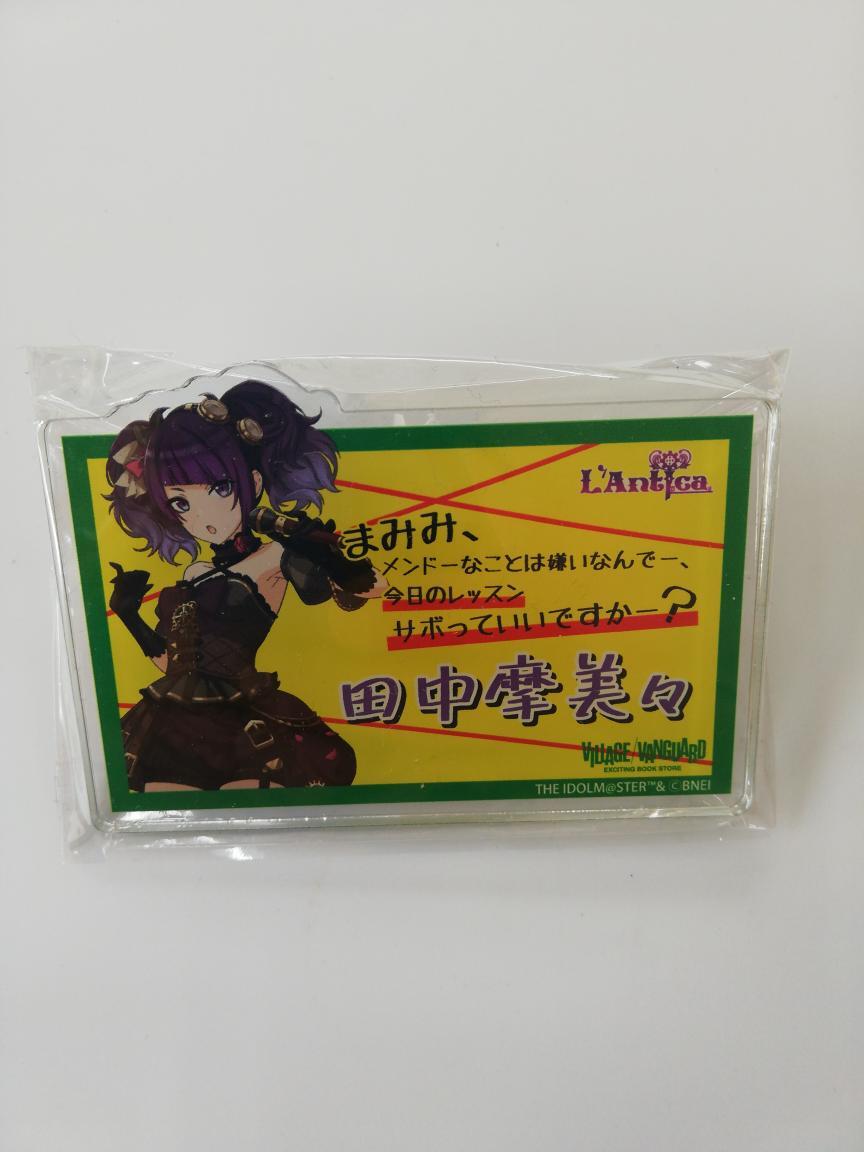 L'Antica
まみみ、
メンドーなことは嫌いなんでー、
今日のレッスン
サボっていいですかー？
田中摩美々
VILLAGE/VANGUARD
EXCITING BOOK STORE
THE IDOLM@STER™& ©BNEI